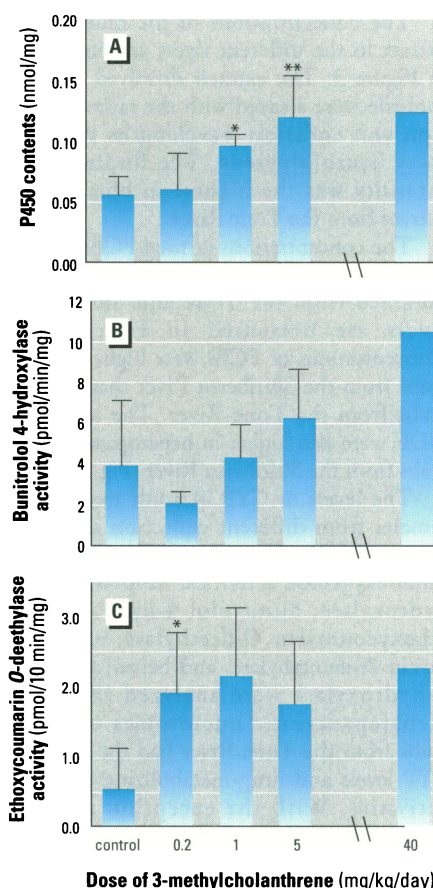 A
P450 contents (nmol/mg)
0.20
0.15
0.10
0.05
0.00
*
**
B
Bunitrolol 4-hydroxylase
activity (pmol/min/mg)
12
10
8
6
4
2
0
C
Ethoxycoumarin O-deethylase
activity (pmol/10 min/mg)
3.0
2.0
1.0
0.0
*
control 0.2 1 5 40
Dose of 3-methylcholanthrene (mg/kg/day)